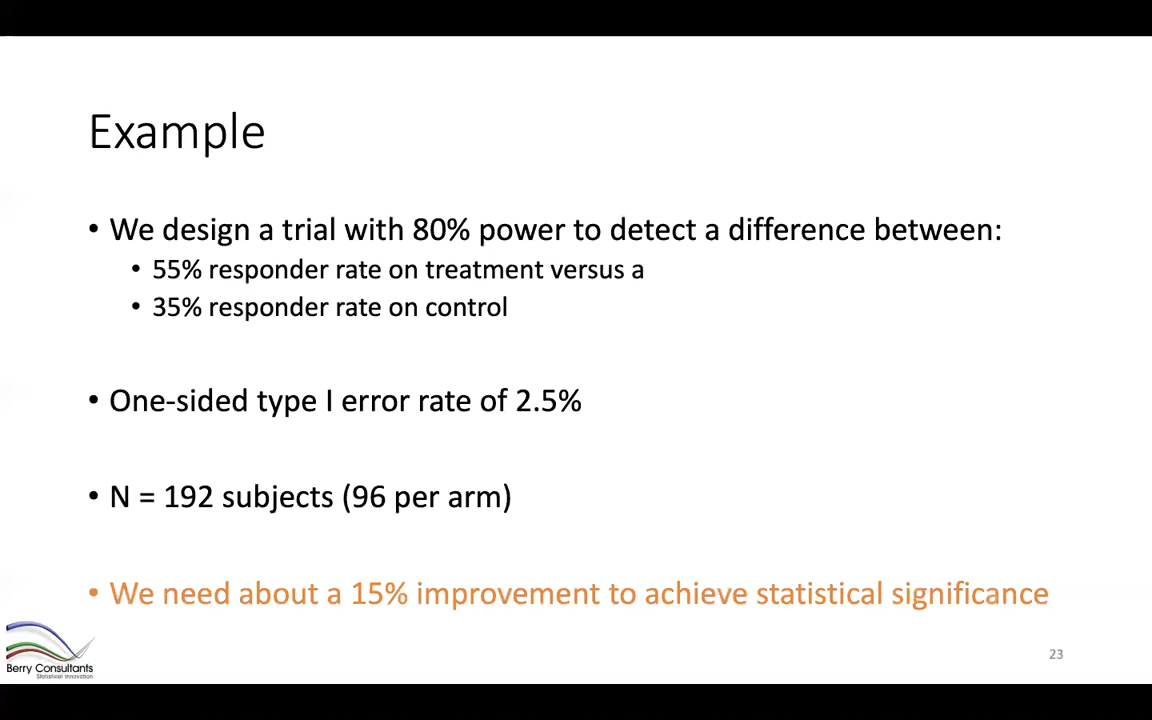 Example
• We design a trial with 80% power to detect a difference between:
• 55% responder rate on treatment versus a
• 35% responder rate on control
• One-sided type I error rate of 2.5%
• N = 192 subjects (96 per arm)
• We need about a 15% improvement to achieve statistical significance
Berry Consultants
Statistical Innovation
23